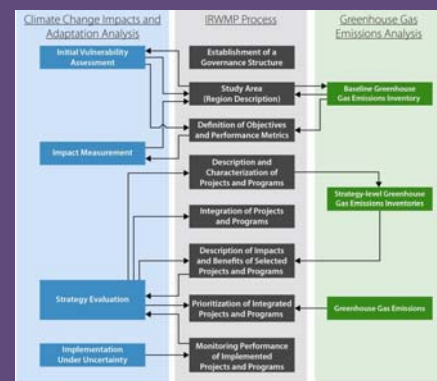 Climate Change Impacts and
Adaptation Analysis
IRWMP Process
Greenhouse Gas
Emissions Analysis
Initial Vulnerability
Assessment
Establishment of a
Governance Structure
Study Area
(Region Description)
Baseline Greenhouse
Gas Emissions Inventory
Definition of Objectives
and Performance Metrics
Impact Measurement
Description and
Characterization of
Projects and Programs
Strategy-level Greenhouse
Gas Emissions Inventories
Integration of Projects
and Programs
Description of Impacts
and Benefits of Selected
Projects and Programs
Strategy Evaluation
Prioritization of Integrated
Projects and Programs
Greenhouse Gas Emissions
Implementation
Under Uncertainty
Monitoring Performance
of Implemented
Projects and Programs